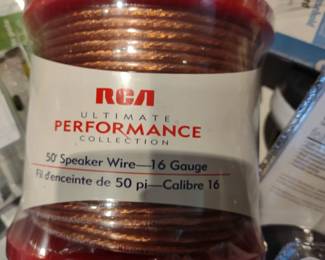 RCA
ULTIMATE
PERFORMANCE
COLLECTION
50' Speaker Wire—16 Gauge
Fil d'enceinte de 50 pi—Calibre 16